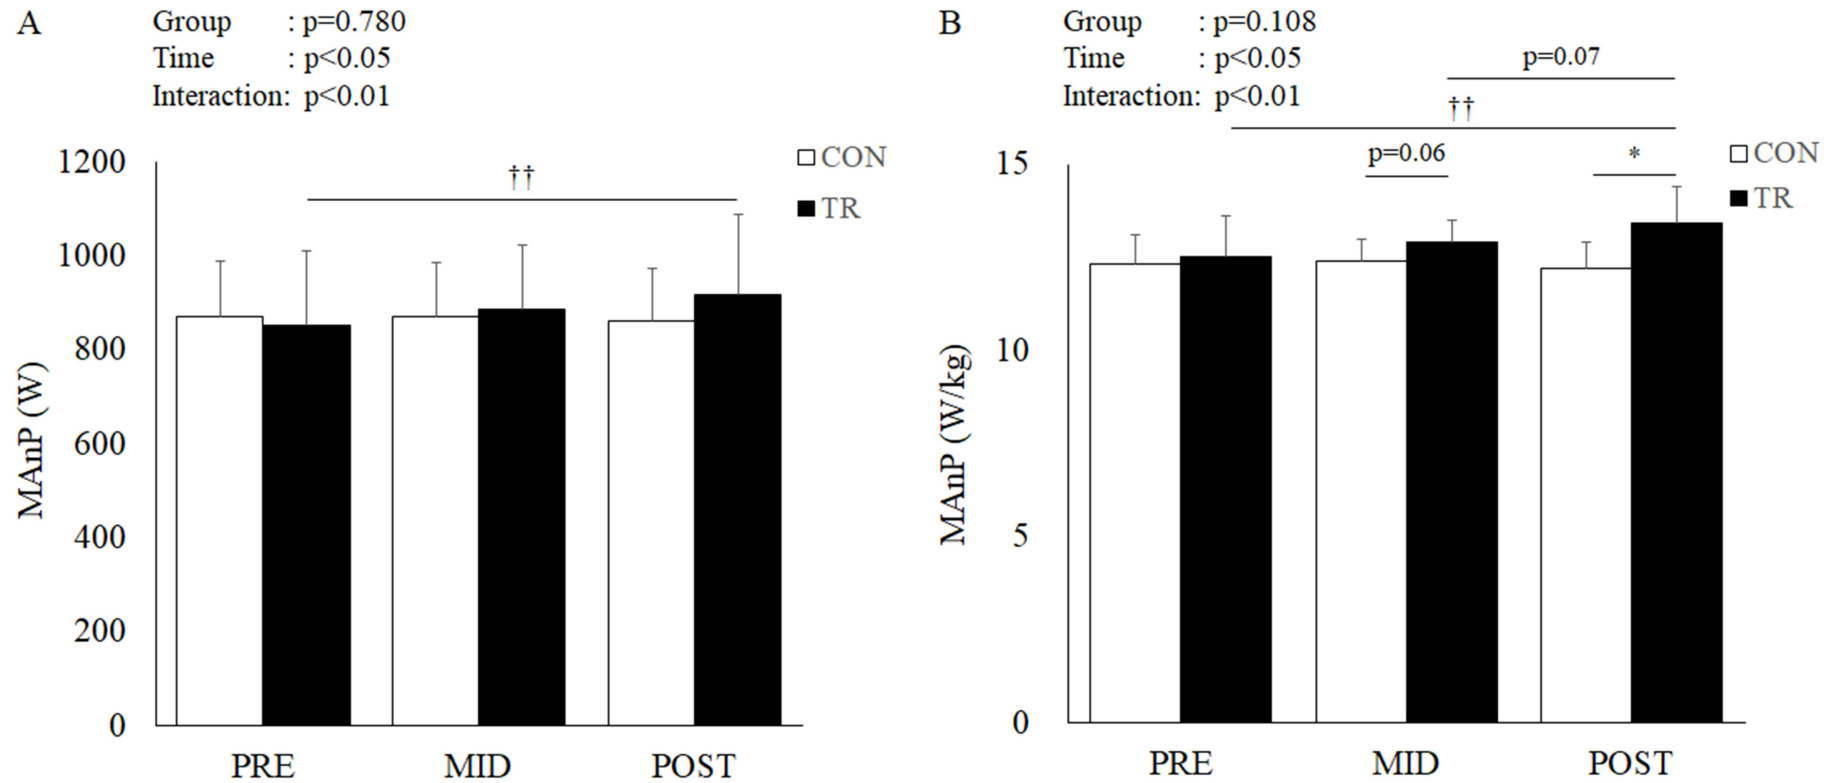 A
Group : p=0.780
Time : p<0.05
Interaction: p<0.01
††
CON
TR
1200
1000
800
600
400
200
0
MAnP (W)
PRE MID POST
B
Group : p=0.108
Time : p<0.05
Interaction: p<0.01
p=0.07
††
p=0.06
*
CON
TR
15
10
5
0
MAnP (W/kg)
PRE MID POST